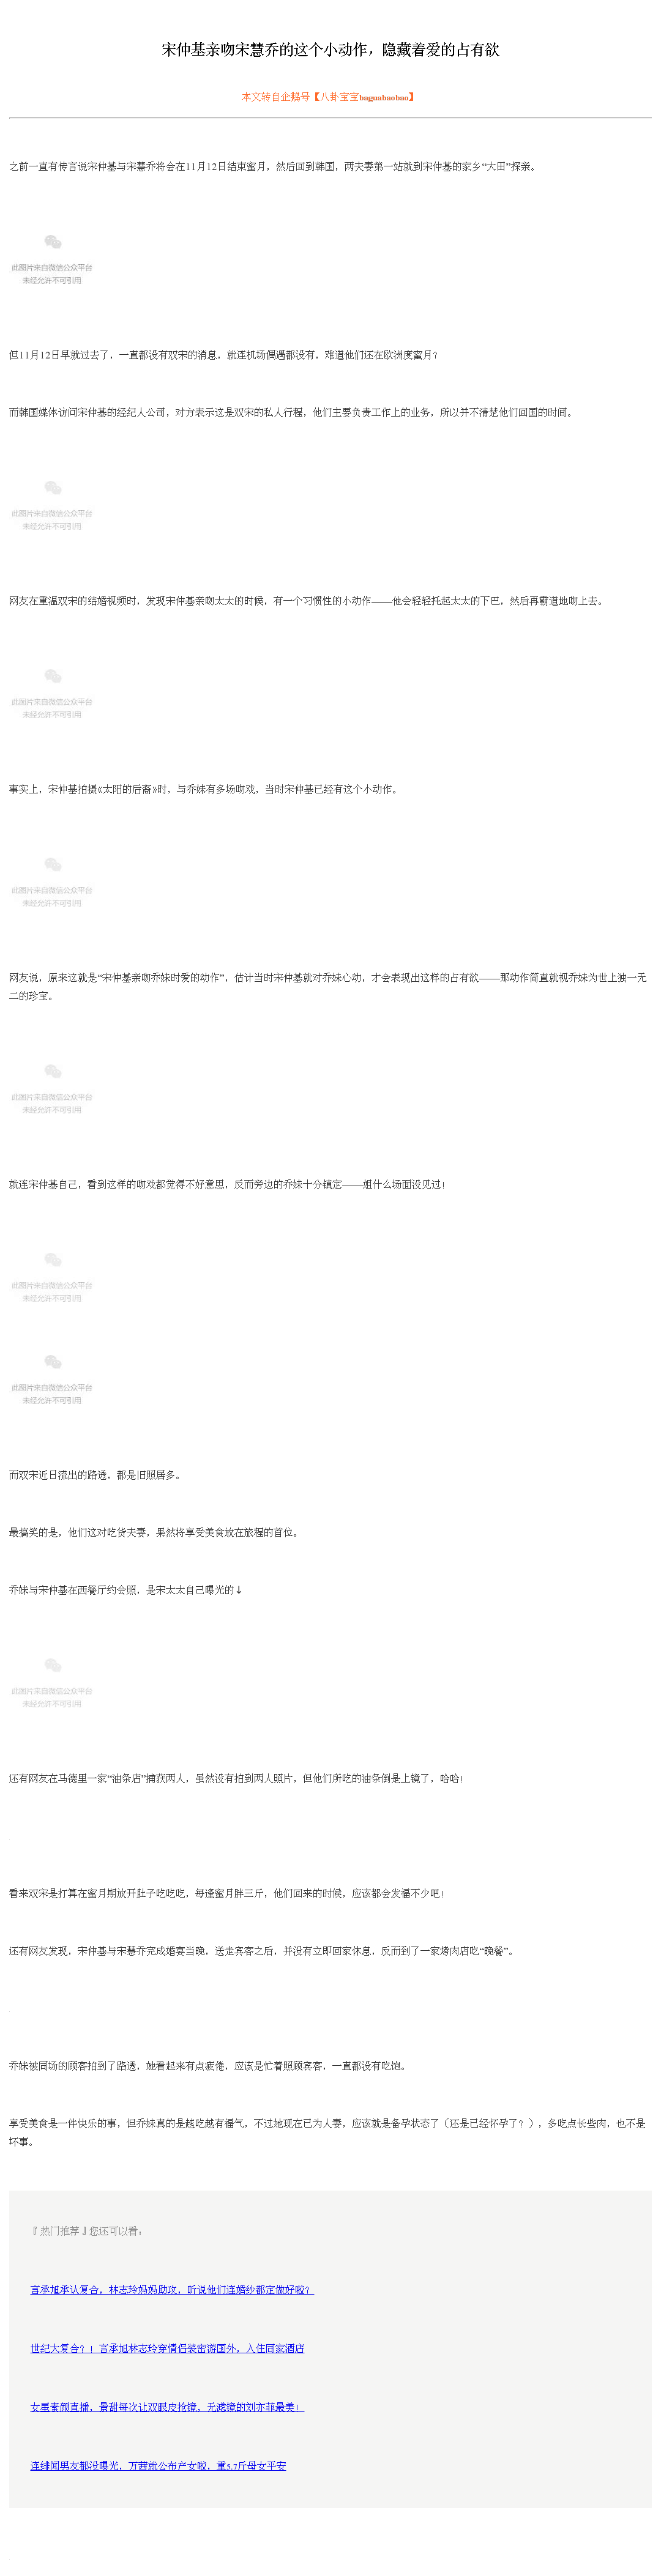 宋仲基亲吻宋慧乔的这个小动作，隐藏着爱的占有欲
本文转自企鹅号【八卦宝宝baguabaobao】
之前一直有传言说宋仲基与宋慧乔将会在11月12日结束蜜月，然后回到韩国，两夫妻第一站就到宋仲基的家乡“大田”探亲。
此图片来自微信公众平台
未经允许不可引用
但11月12日早就过去了，一直都没有双宋的消息，就连机场偶遇都没有，难道他们还在欧洲度蜜月？
而韩国媒体访问宋仲基的经纪人公司，对方表示这是双宋的私人行程，他们主要负责工作上的业务，所以并不清楚他们回国的时间。
此图片来自微信公众平台
未经允许不可引用
网友在重温双宋的结婚视频时，发现宋仲基亲吻太太的时候，有一个习惯性的小动作——他会轻轻托起太太的下巴，然后再霸道地吻上去。
此图片来自微信公众平台
未经允许不可引用
事实上，宋仲基拍摄《太阳的后裔》时，与乔妹有多场吻戏，当时宋仲基已经有这个小动作。
此图片来自微信公众平台
未经允许不可引用
网友说，原来这就是“宋仲基亲吻乔妹时爱的动作”，估计当时宋仲基就对乔妹心动，才会表现出这样的占有欲——那动作简直就视乔妹为世上独一无
二的珍宝。
此图片来自微信公众平台
未经允许不可引用
就连宋仲基自己，看到这样的吻戏都觉得不好意思，反而旁边的乔妹十分镇定——姐什么场面没见过！
此图片来自微信公众平台
未经允许不可引用
此图片来自微信公众平台
未经允许不可引用
而双宋近日流出的路透，都是旧照居多。
最搞笑的是，他们这对吃货夫妻，果然将享受美食放在旅程的首位。
乔妹与宋仲基在西餐厅约会照，是宋太太自己曝光的↓
此图片来自微信公众平台
未经允许不可引用
还有网友在马德里一家“油条店”捕获两人，虽然没有拍到两人照片，但他们所吃的油条倒是上镜了，哈哈！
看来双宋是打算在蜜月期放开肚子吃吃吃，每逢蜜月胖三斤，他们回来的时候，应该都会发福不少吧！
还有网友发现，宋仲基与宋慧乔完成婚宴当晚，送走宾客之后，并没有立即回家休息，反而到了一家烤肉店吃“晚餐”。
乔妹被同场的顾客拍到了路透，她看起来有点疲倦，应该是忙着照顾宾客，一直都没有吃饱。
享受美食是一件快乐的事，但乔妹真的是越吃越有福气，不过她现在已为人妻，应该就是备孕状态了（还是已经怀孕了？），多吃点长些肉，也不是
坏事。
『热门推荐』您还可以看：
言承旭承认复合，林志玲妈妈助攻，听说他们连婚纱都定做好啦？
世纪大复合？！言承旭林志玲穿情侣装密游国外，入住同家酒店
女星素颜直播，景甜每次让双眼皮抢镜，无滤镜的刘亦菲最美！
连绯闻男友都没曝光，万茜就公布产女啦，重5.7斤母女平安